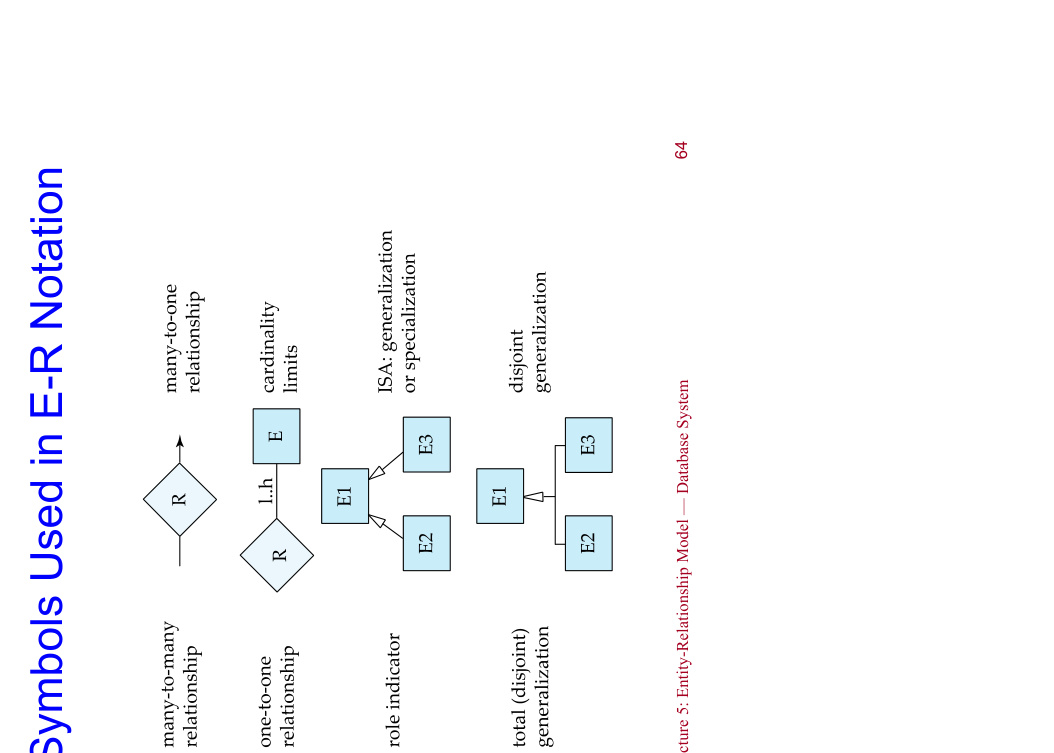 Symbols Used in E-R Notation
many-to-many
relationship
R
many-to-one
relationship
one-to-one
relationship
R
l..h
E
cardinality
limits
role indicator
E1
E2
E3
ISA: generalization
or specialization
total (disjoint)
generalization
E1
E2
E3
disjoint
generalization
cture 5: Entity-Relationship Model — Database System
64